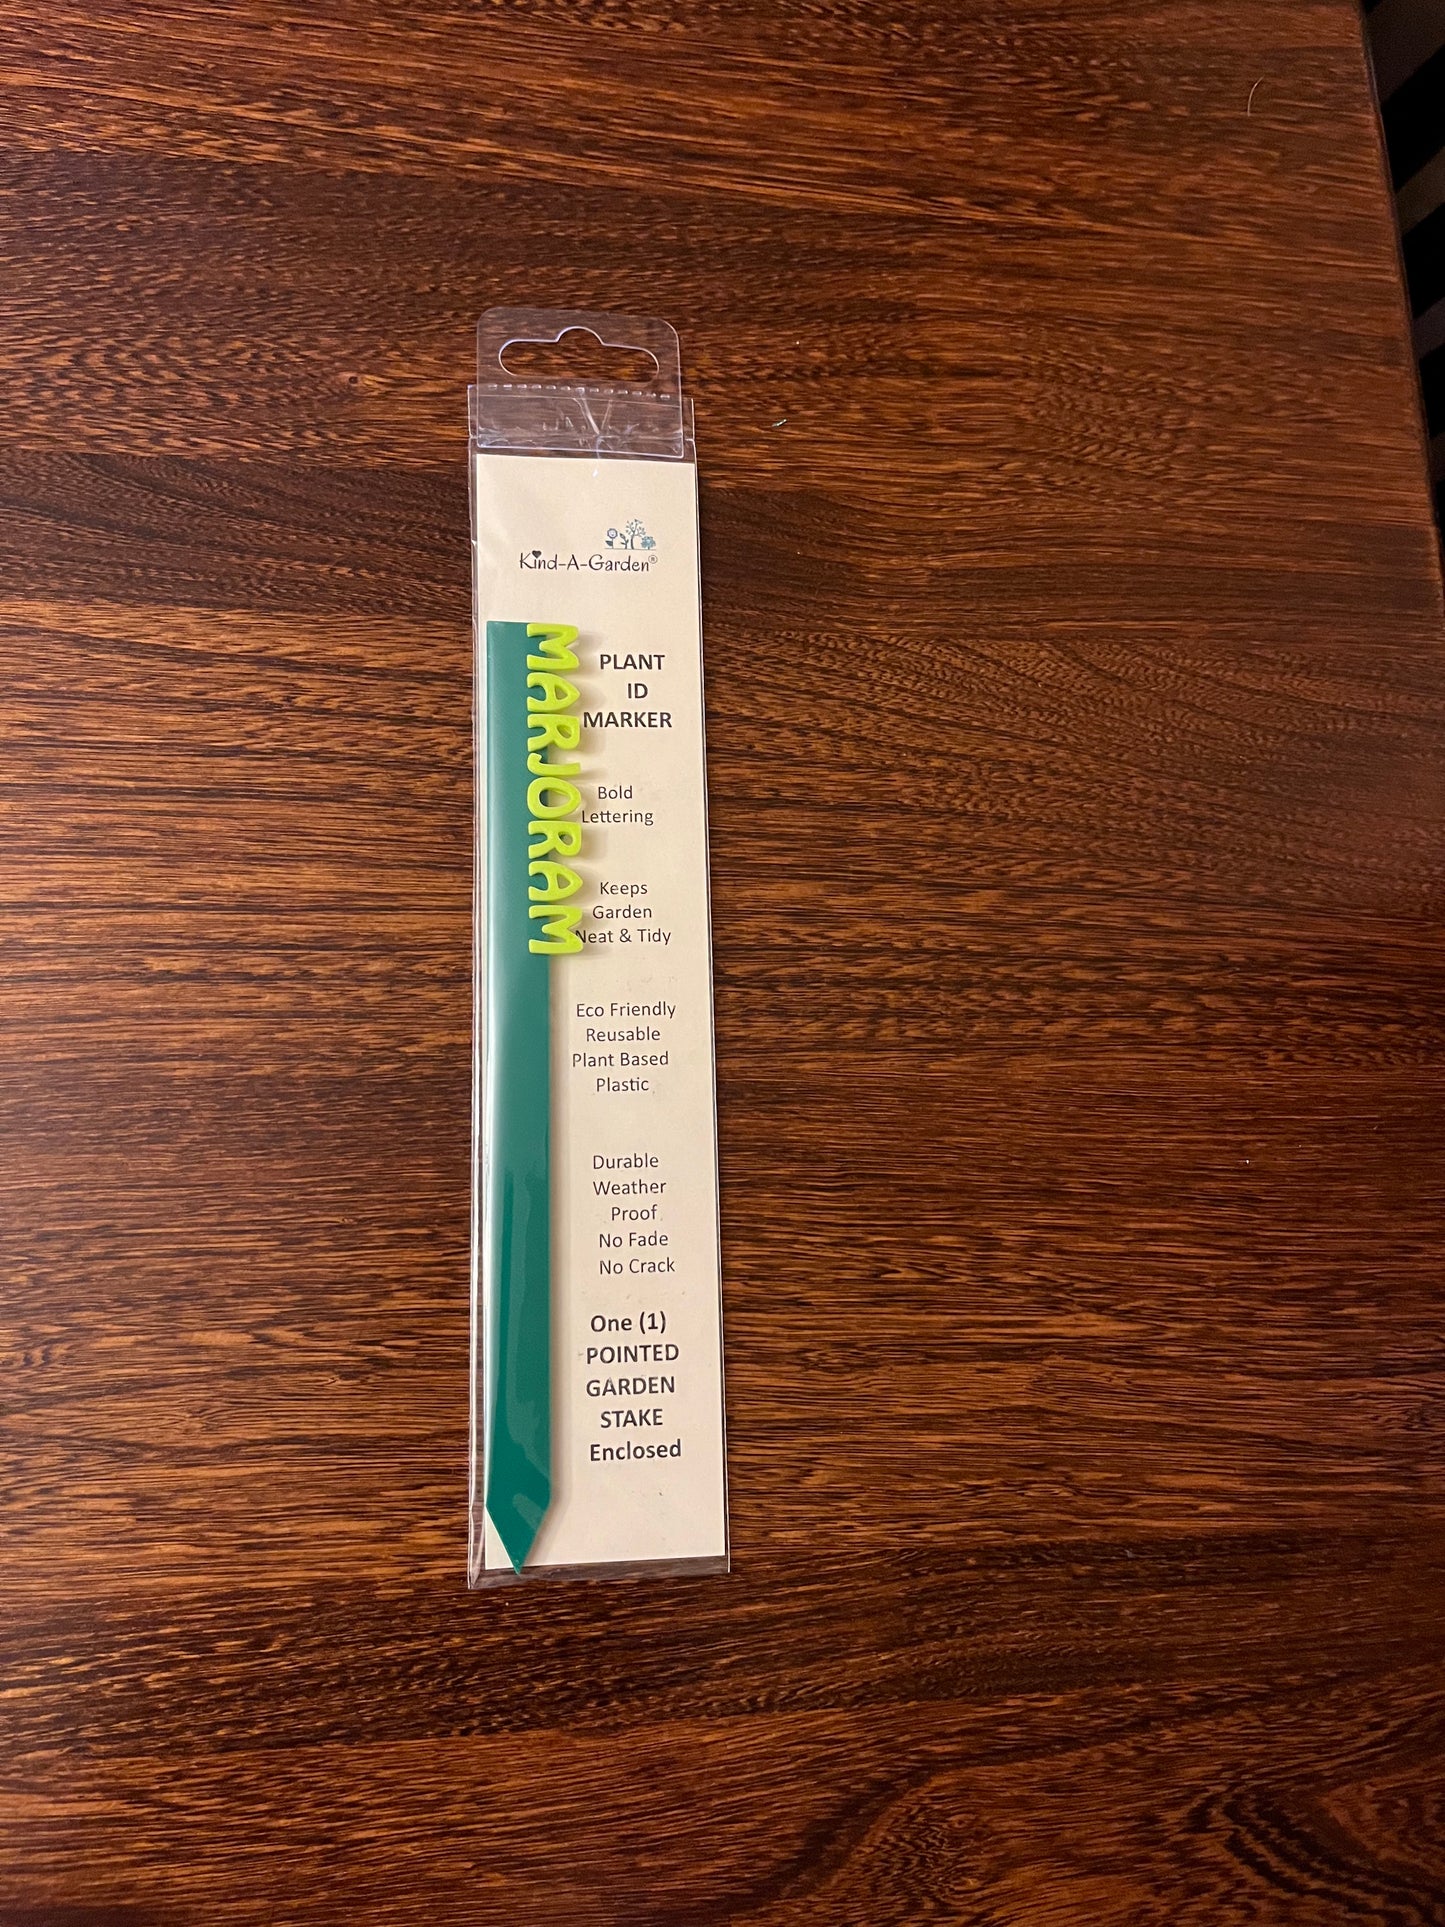 Kind-A-Garden®
MARJORAM
PLANT
ID
MARKER
Bold
Lettering
Keeps
Garden
Neat & Tidy
Eco Friendly
Reusable
Plant Based
Plastic
Durable
Weather
Proof
No Fade
No Crack
One (1)
POINTED
GARDEN
STAKE
Enclosed